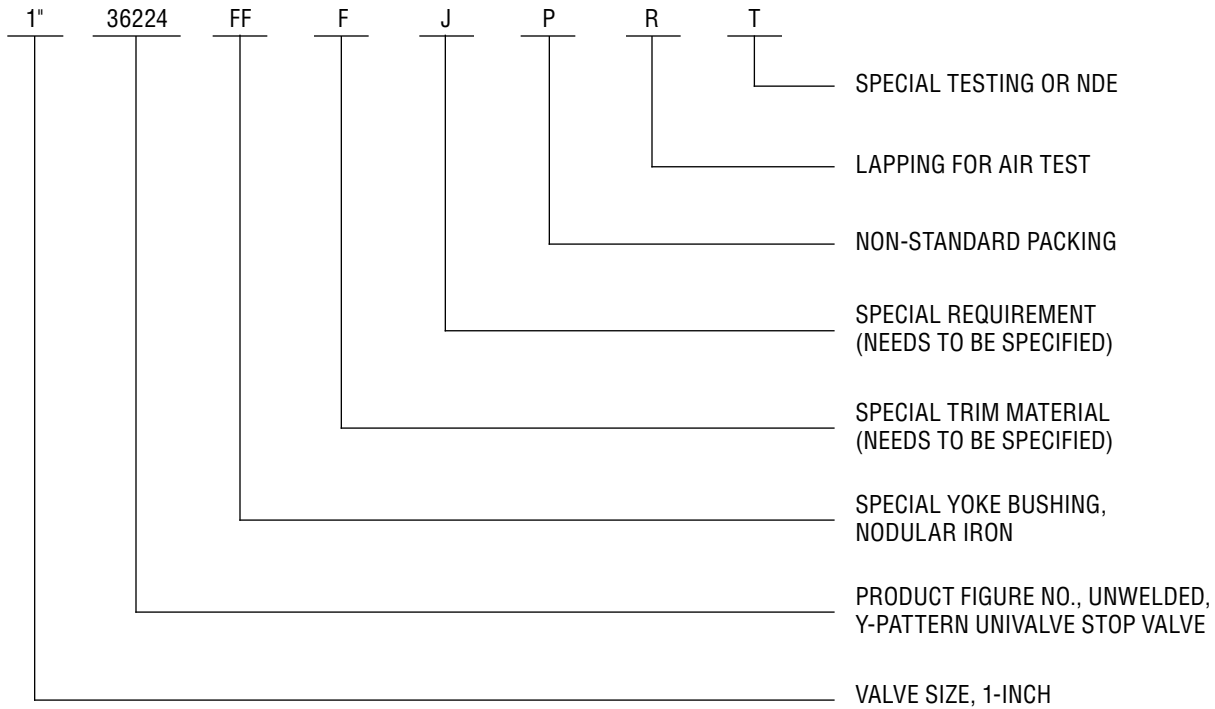 1" 36224 FF F J P R T
SPECIAL TESTING OR NDE
LAPPING FOR AIR TEST
NON-STANDARD PACKING
SPECIAL REQUIREMENT
(NEEDS TO BE SPECIFIED)
SPECIAL TRIM MATERIAL
(NEEDS TO BE SPECIFIED)
SPECIAL YOKE BUSHING,
NODULAR IRON
PRODUCT FIGURE NO., UNWELDED,
Y-PATTERN UNIVALVE STOP VALVE
VALVE SIZE, 1-INCH